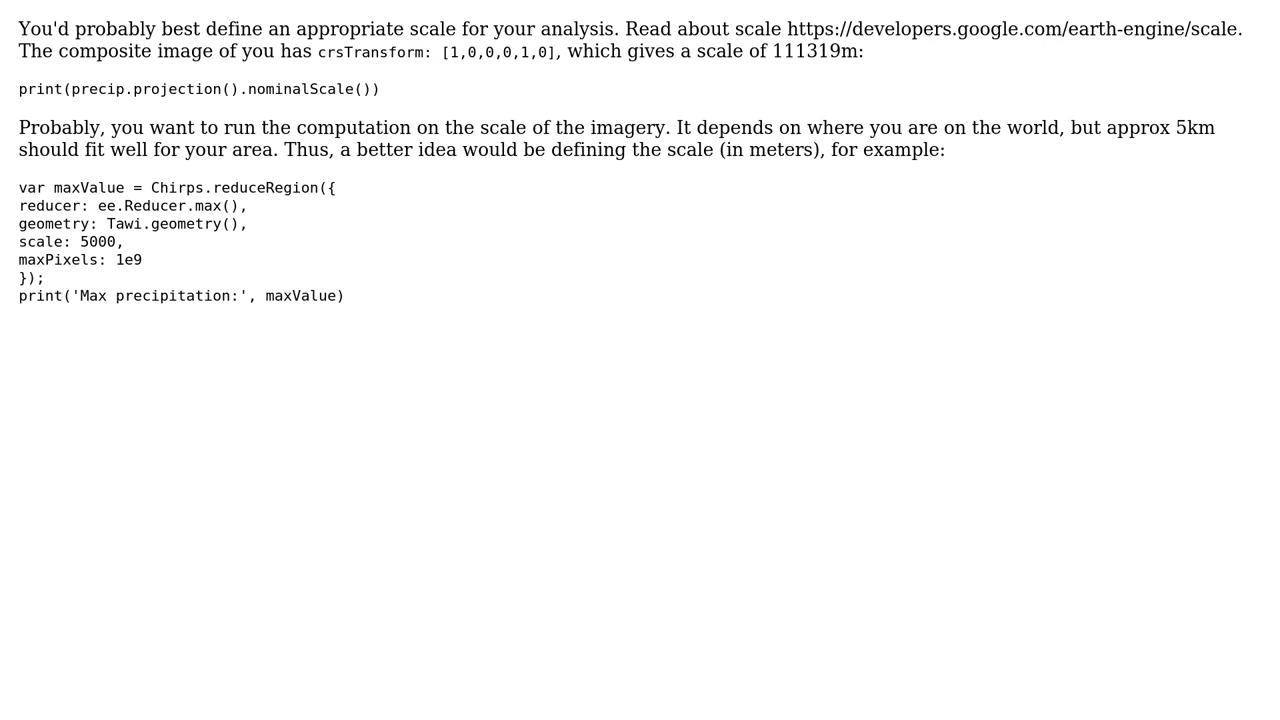 You'd probably best define an appropriate scale for your analysis. Read about scale https://developers.google.com/earth-engine/scale.
The composite image of you has crsTransform: [1,0,0,0,1,0], which gives a scale of 111319m:
print(precip.projection().nominalScale())
Probably, you want to run the computation on the scale of the imagery. It depends on where you are on the world, but approx 5km
should fit well for your area. Thus, a better idea would be defining the scale (in meters), for example:
var maxValue = Chirps.reduceRegion({
reducer: ee.Reducer.max(),
geometry: Tawi.geometry(),
scale: 5000,
maxPixels: 1e9
});
print('Max precipitation:', maxValue)